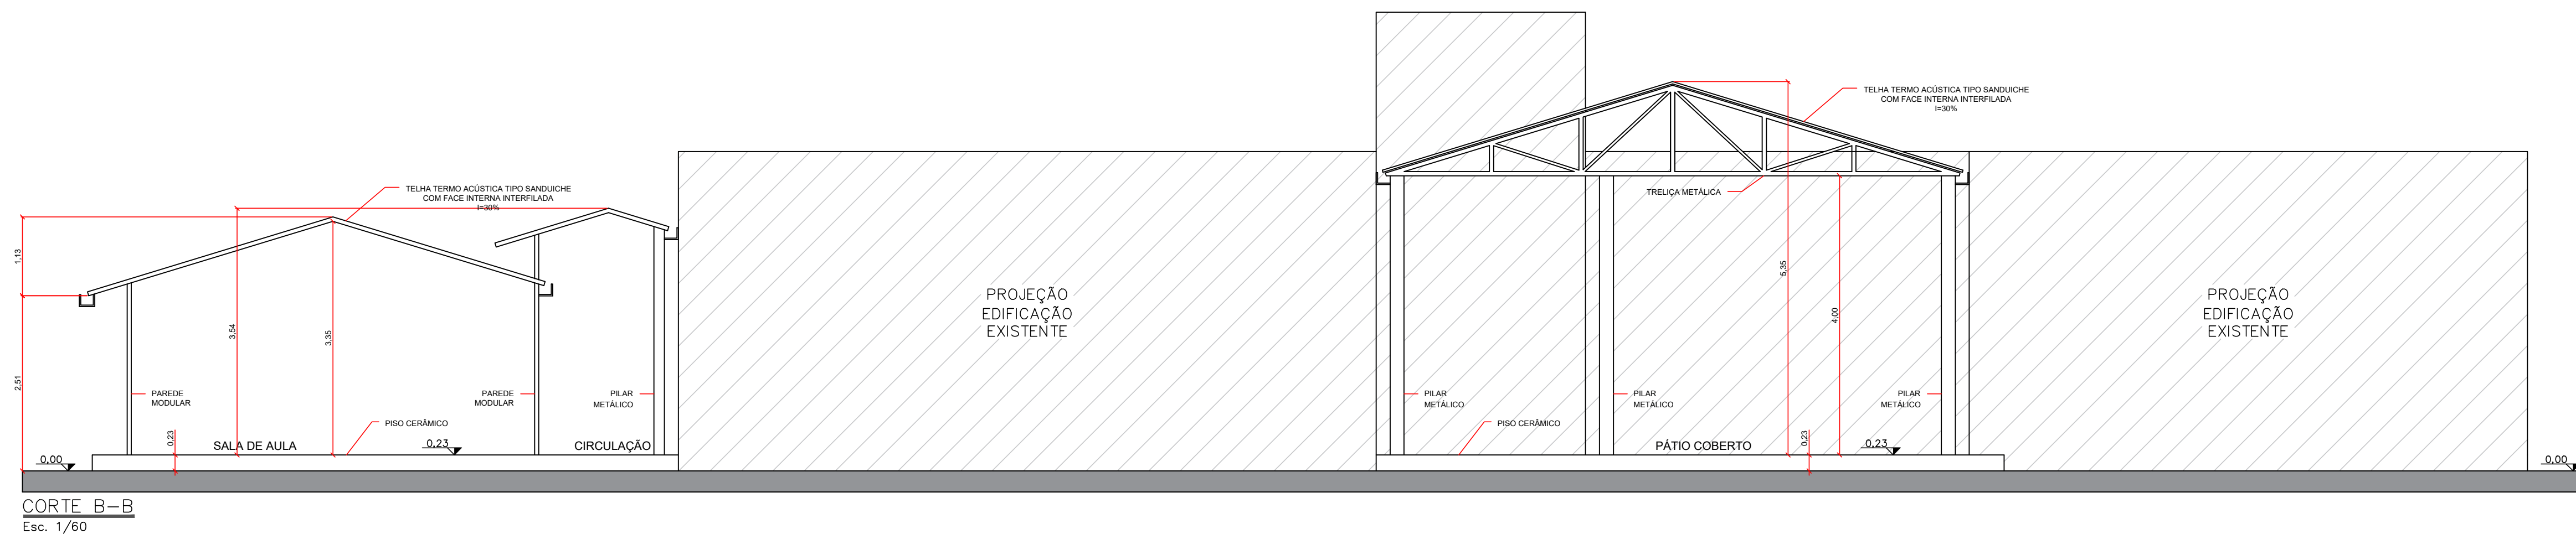 TELHA TERMO ACÚSTICA TIPO SANDUICHE
COM FACE INTERNA INTERFILADA
I=30%
1,13
2,51
3,54
3,35
0,23
PAREDE
MODULAR
PAREDE
MODULAR
PILAR
METÁLICO
PISO CERÂMICO
SALA DE AULA
0,23
CIRCULAÇÃO
0,00
PROJEÇÃO
EDIFICAÇÃO
EXISTENTE
TELHA TERMO ACÚSTICA TIPO SANDUICHE
COM FACE INTERNA INTERFILADA
I=30%
TRELIÇA METÁLICA
5,35
4,00
PILAR
METÁLICO
PILAR
METÁLICO
PILAR
METÁLICO
PISO CERÂMICO
PÁTIO COBERTO
0,23
0,23
PROJEÇÃO
EDIFICAÇÃO
EXISTENTE
0,00
CORTE B-B
Esc. 1/60